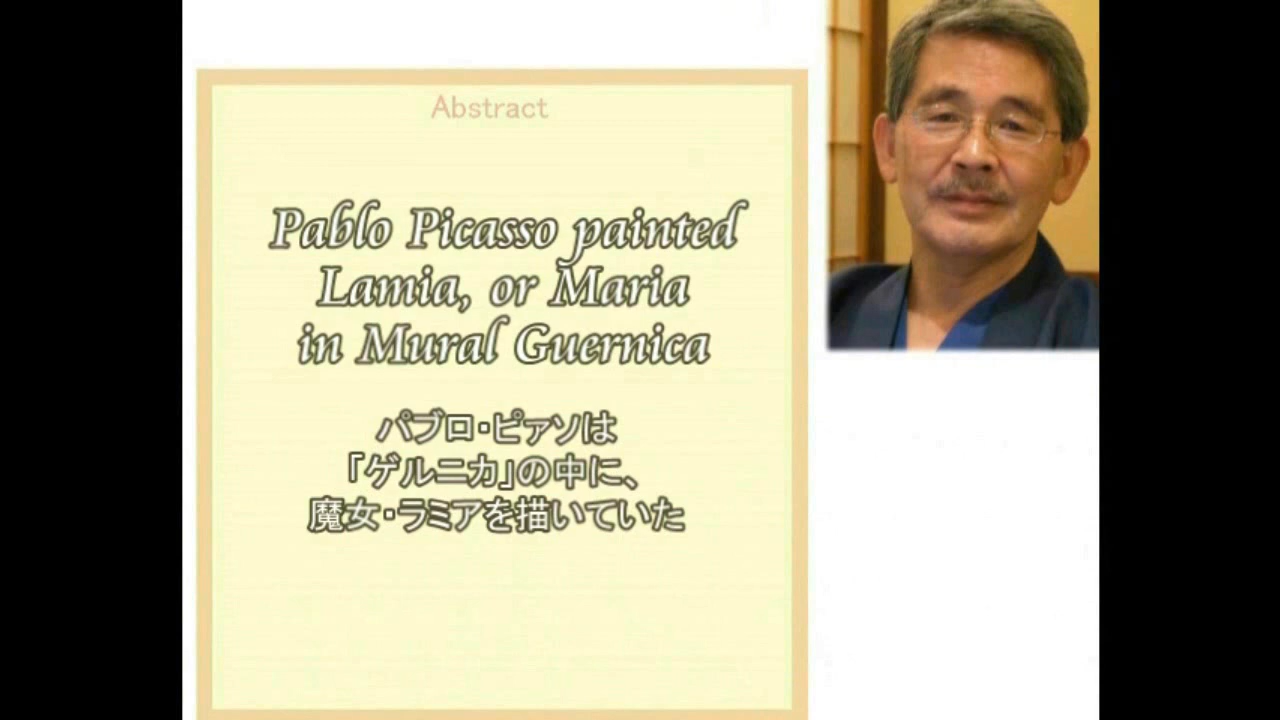 Abstract
Pablo Picasso painted
Lamia, or Maria
in Mural Guernica
パブロ・ピァソは
「ゲルニカ」の中に、
魔女・ラミアを描いていた